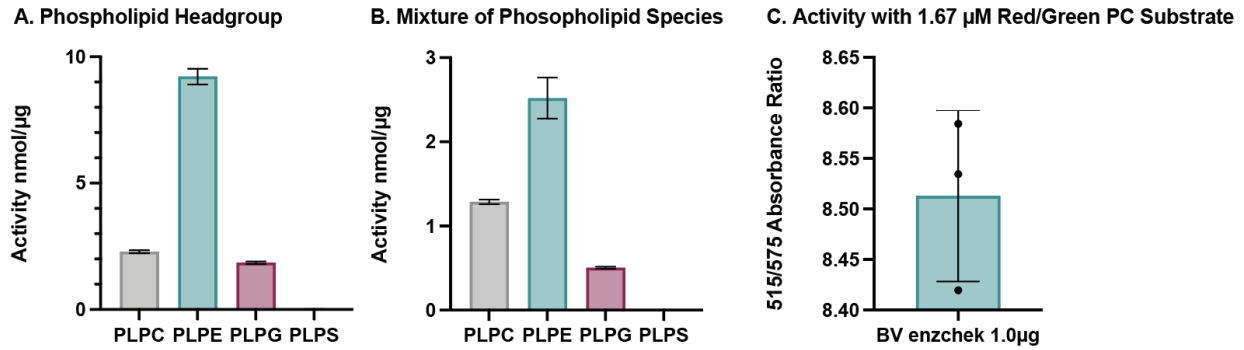 A. Phospholipid Headgroup
B. Mixture of Phosopholipid Species
C. Activity with 1.67 µM Red/Green PC Substrate
Activity nmol/µg
10
5
0
PLPC PLPE PLPG PLPS
Activity nmol/µg
3
2
1
0
PLPC PLPE PLPG PLPS
515/575 Absorbance Ratio
8.65
8.60
8.55
8.50
8.45
8.40
BV enzchek 1.0µg